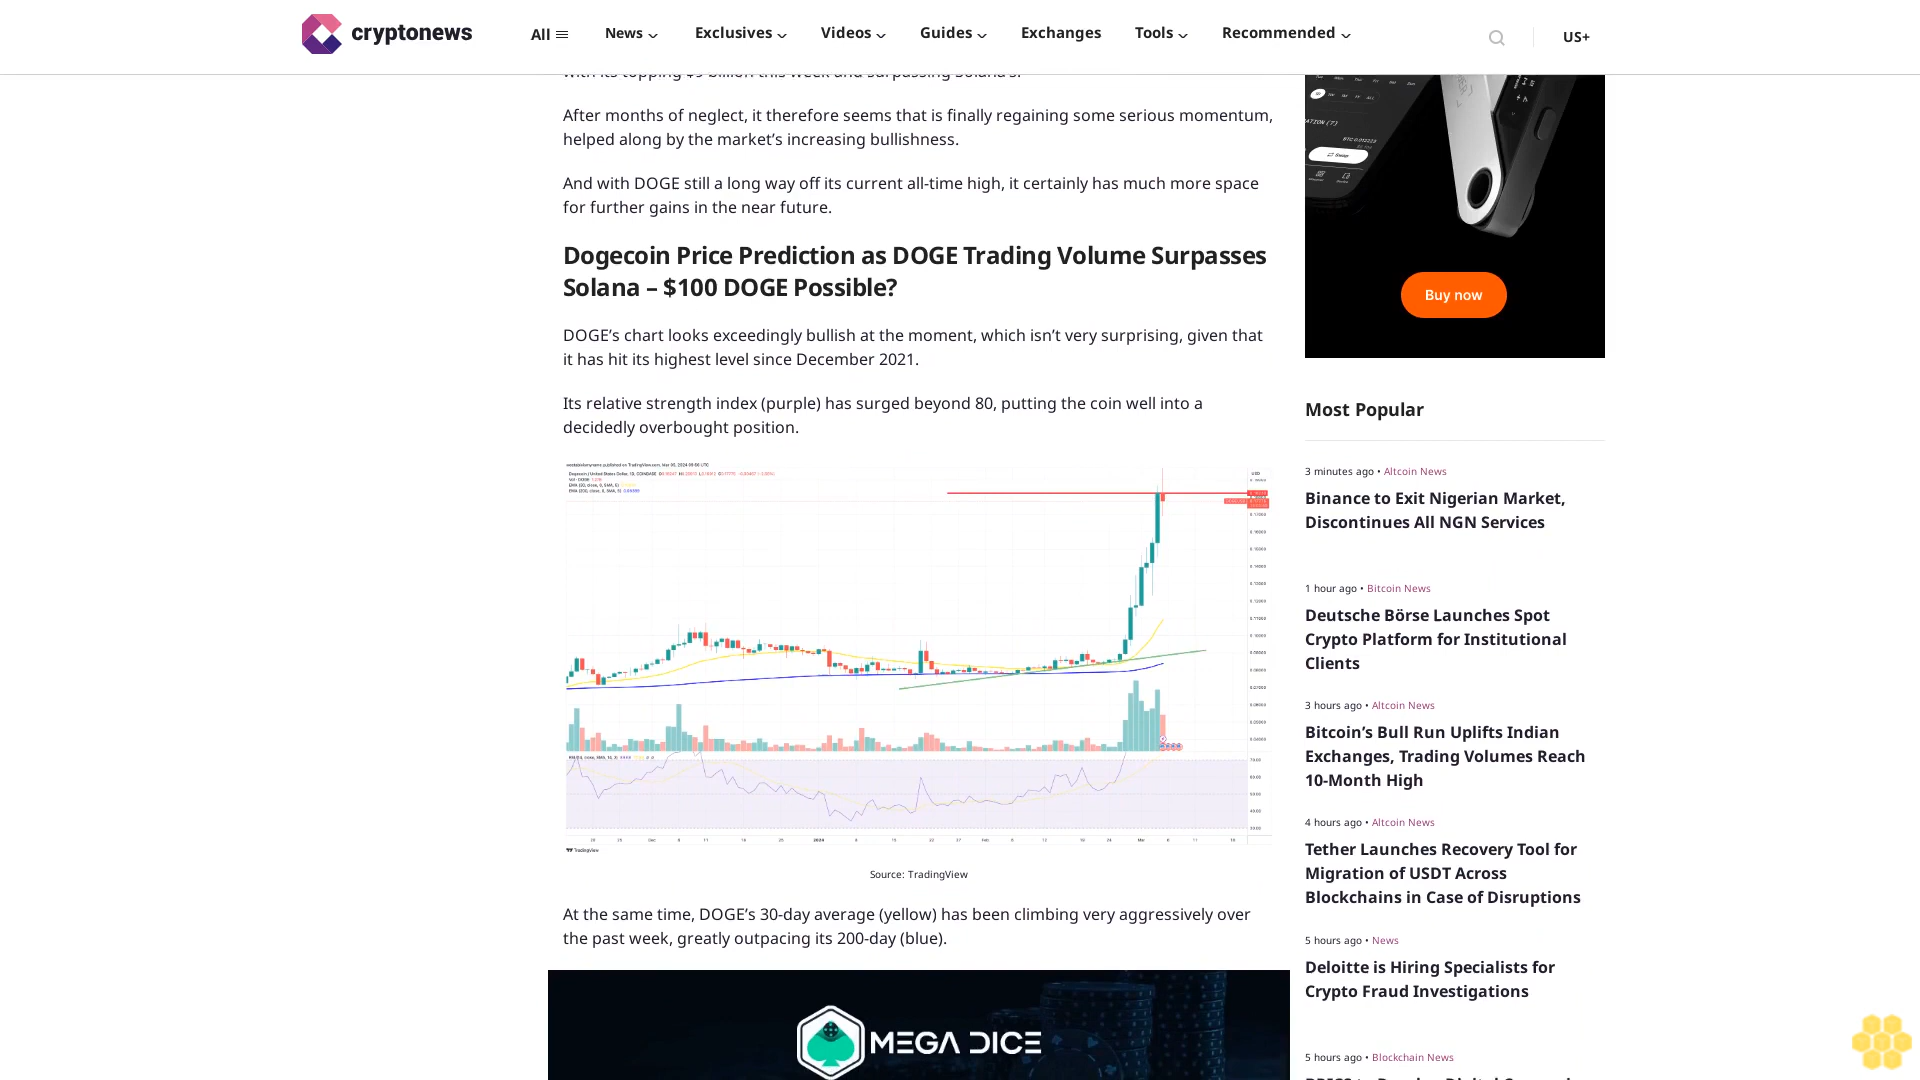 cryptonews
All
News
Exclusives
Videos
Guides
Exchanges
Tools
Recommended
US+
with its topping $9 billion this week and surpassing Solana's.
After months of neglect, it therefore seems that is finally regaining some serious momentum,
helped along by the market's increasing bullishness.
And with DOGE still a long way off its current all-time high, it certainly has much more space
for further gains in the near future.
Dogecoin Price Prediction as DOGE Trading Volume Surpasses
Solana – $100 DOGE Possible?
DOGE's chart looks exceedingly bullish at the moment, which isn't very surprising, given that
it has hit its highest level since December 2021.
Its relative strength index (purple) has surged beyond 80, putting the coin well into a
decidedly overbought position.
TradingView
Source: TradingView
At the same time, DOGE's 30-day average (yellow) has been climbing very aggressively over
the past week, greatly outpacing its 200-day (blue).
MEGA DICE
Swap
Buy now
Most Popular
3 minutes ago • Altcoin News
Binance to Exit Nigerian Market,
Discontinues All NGN Services
1 hour ago • Bitcoin News
Deutsche Börse Launches Spot
Crypto Platform for Institutional
Clients
3 hours ago • Altcoin News
Bitcoin's Bull Run Uplifts Indian
Exchanges, Trading Volumes Reach
10-Month High
4 hours ago • Altcoin News
Tether Launches Recovery Tool for
Migration of USDT Across
Blockchains in Case of Disruptions
5 hours ago • News
Deloitte is Hiring Specialists for
Crypto Fraud Investigations
5 hours ago • Blockchain News